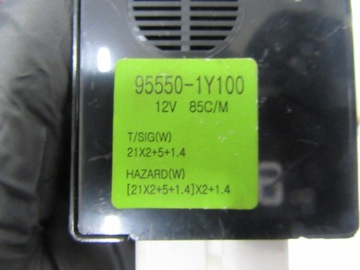 95550-1Y100
12V 85C/M
T/SIG(W)
21X2+5+1.4
HAZARD(W)
[21X2+5+1.4]X2+1.4